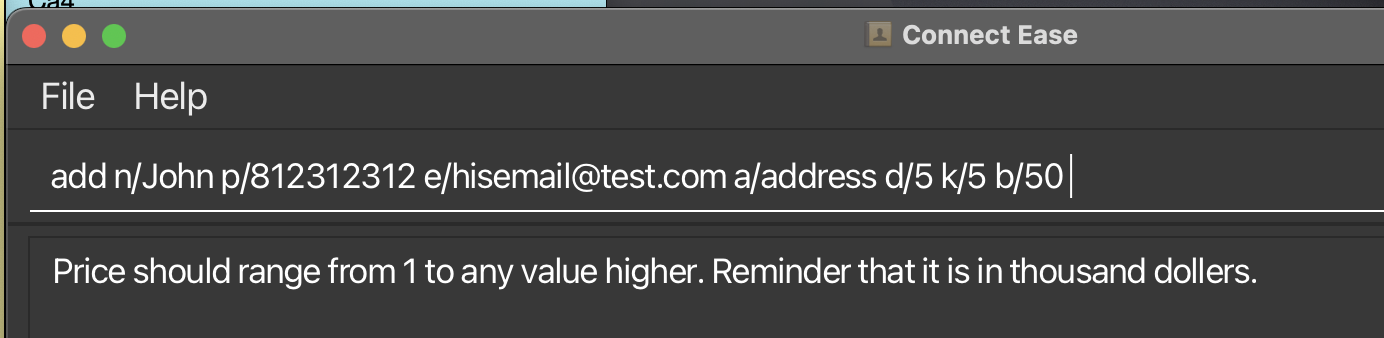 Ca4
Connect Ease
File Help
add n/John p/812312312 e/hisemail@test.com a/address d/5 k/5 b/50
Price should range from 1 to any value higher. Reminder that it is in thousand dollers.